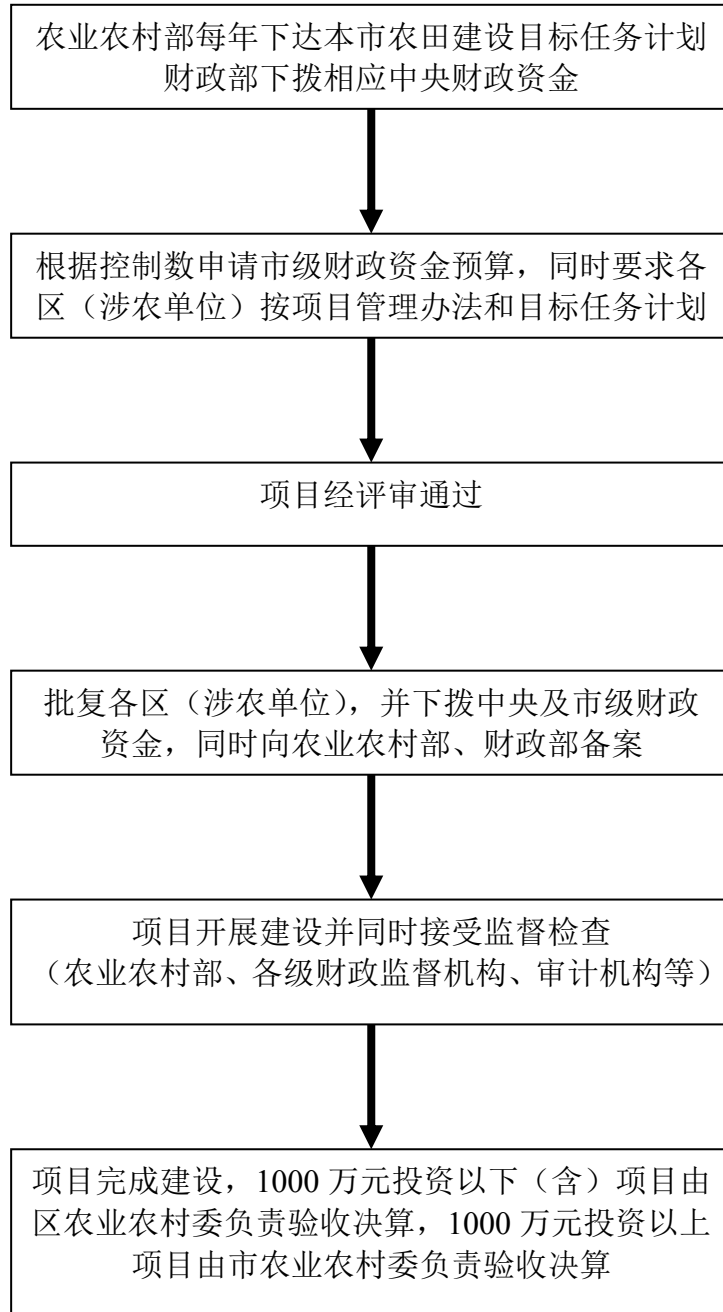 农业农村部每年下达本市农田建设目标任务计划
财政部下拨相应中央财政资金
根据控制数申请市级财政资金预算，同时要求各
区（涉农单位）按项目管理办法和目标任务计划
项目经评审通过
批复各区（涉农单位），并下拨中央及市级财政
资金，同时向农业农村部、财政部备案
项目开展建设并同时接受监督检查
（农业农村部、各级财政监督机构、审计机构等）
项目完成建设，1000 万元投资以下（含）项目由
区农业农村委负责验收决算，1000 万元投资以上
项目由市农业农村委负责验收决算